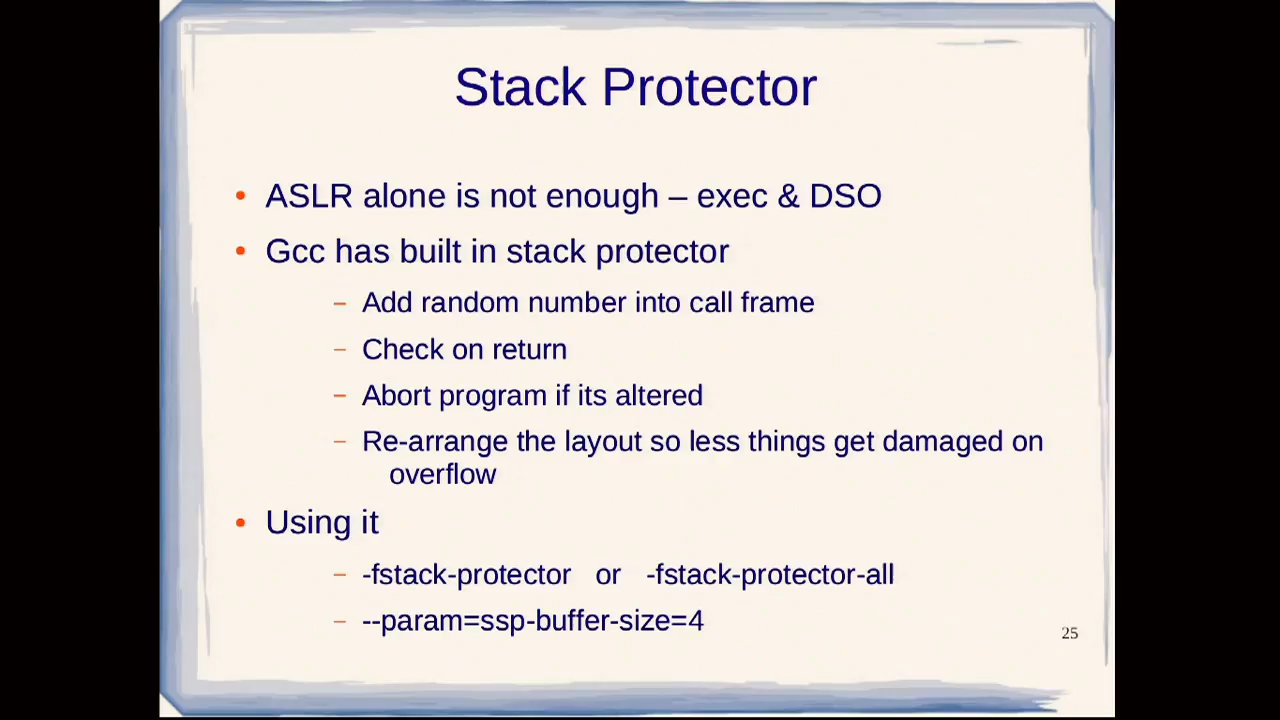 Stack Protector
• ASLR alone is not enough – exec & DSO
• Gcc has built in stack protector
– Add random number into call frame
– Check on return
– Abort program if its altered
– Re-arrange the layout so less things get damaged on
overflow
• Using it
– -fstack-protector or -fstack-protector-all
– --param=ssp-buffer-size=4
25